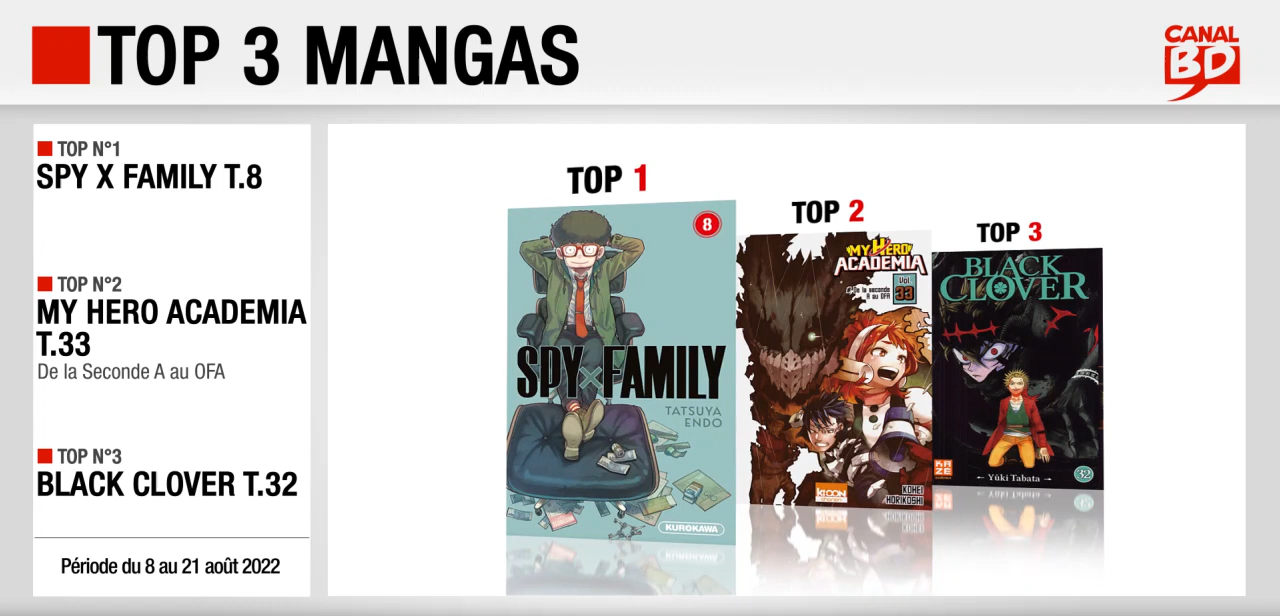 TOP 3 MANGAS
CANAL
BD
TOP N°1
SPY X FAMILY T.8
TOP N°2
MY HERO ACADEMIA
T.33
De la Seconde A au OFA
TOP N°3
BLACK CLOVER T.32
Période du 8 au 21 août 2022
TOP 1
8
SPY×FAMILY
TATSUYA
ENDO
KUROKAWA
TOP 2
MY HERO
ACADEMIA
De la seconde
A au OFA
Vol.
33
KI-OON
KOHEI
HORIKOSHI
TOP 3
BLACK
CLOVER
KA
ZE
Yûki Tabata
32